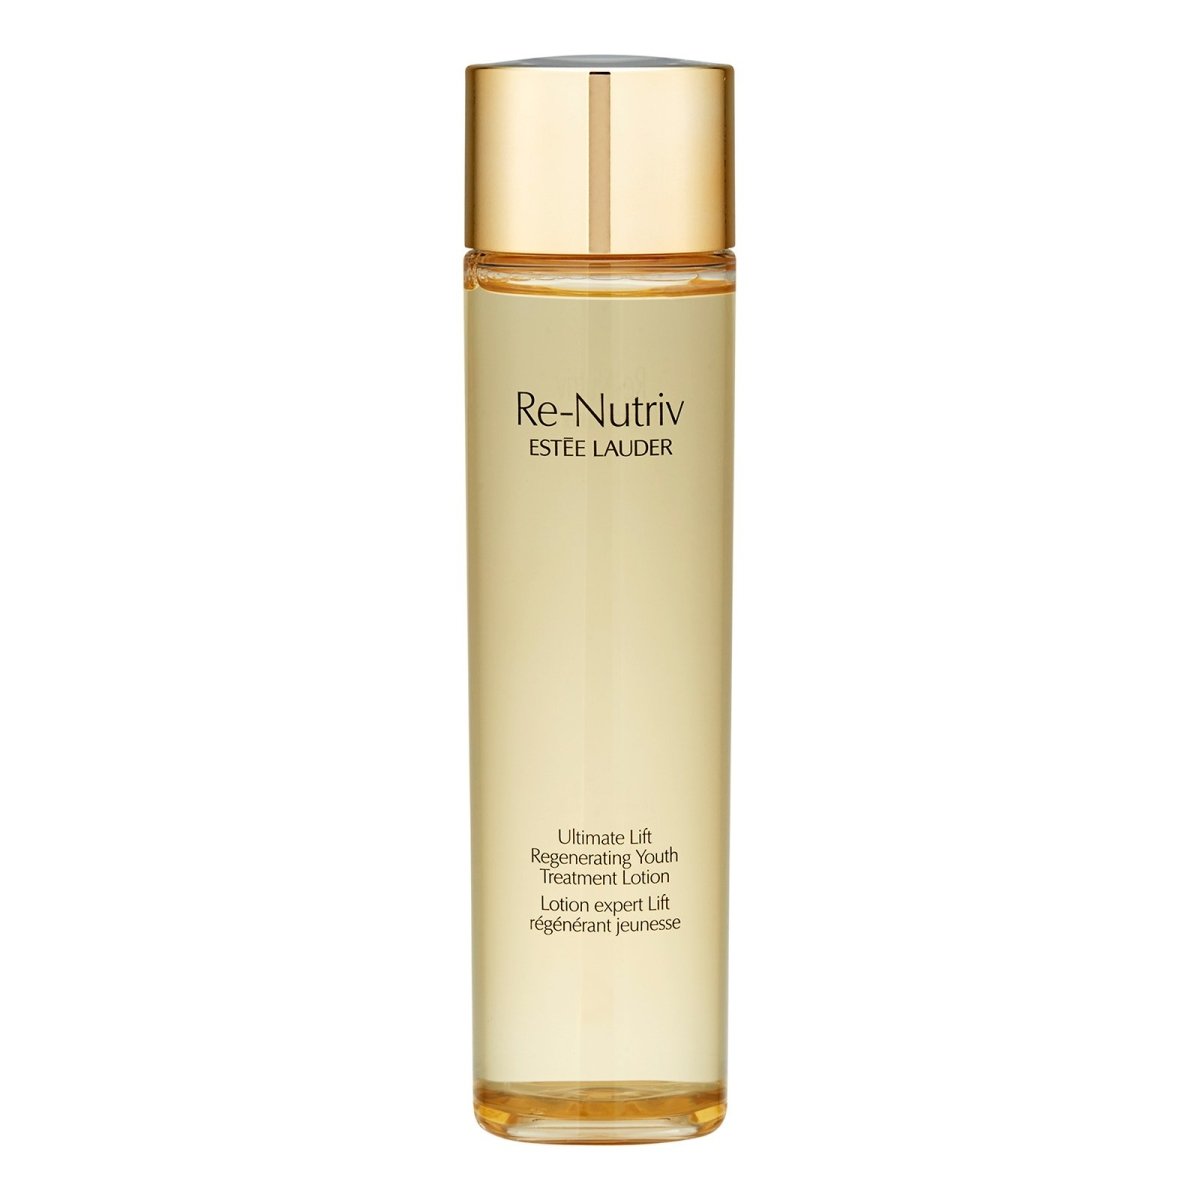 Re-Nutriv
ESTĒE LAUDER
Ultimate Lift
Regenerating Youth
Treatment Lotion
Lotion expert Lift
régénérant jeunesse